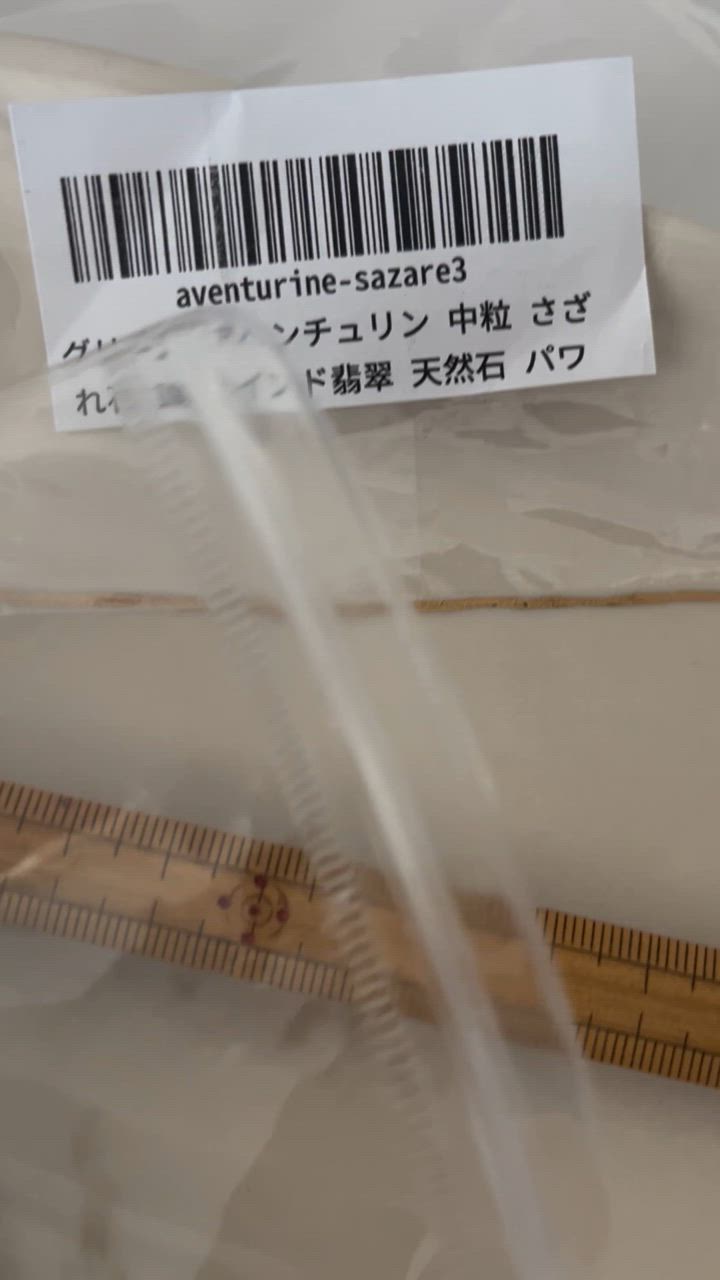 aventurine-sazare3
ンチュリン 中粒 さざ
ド翡翠 天然石 パワ